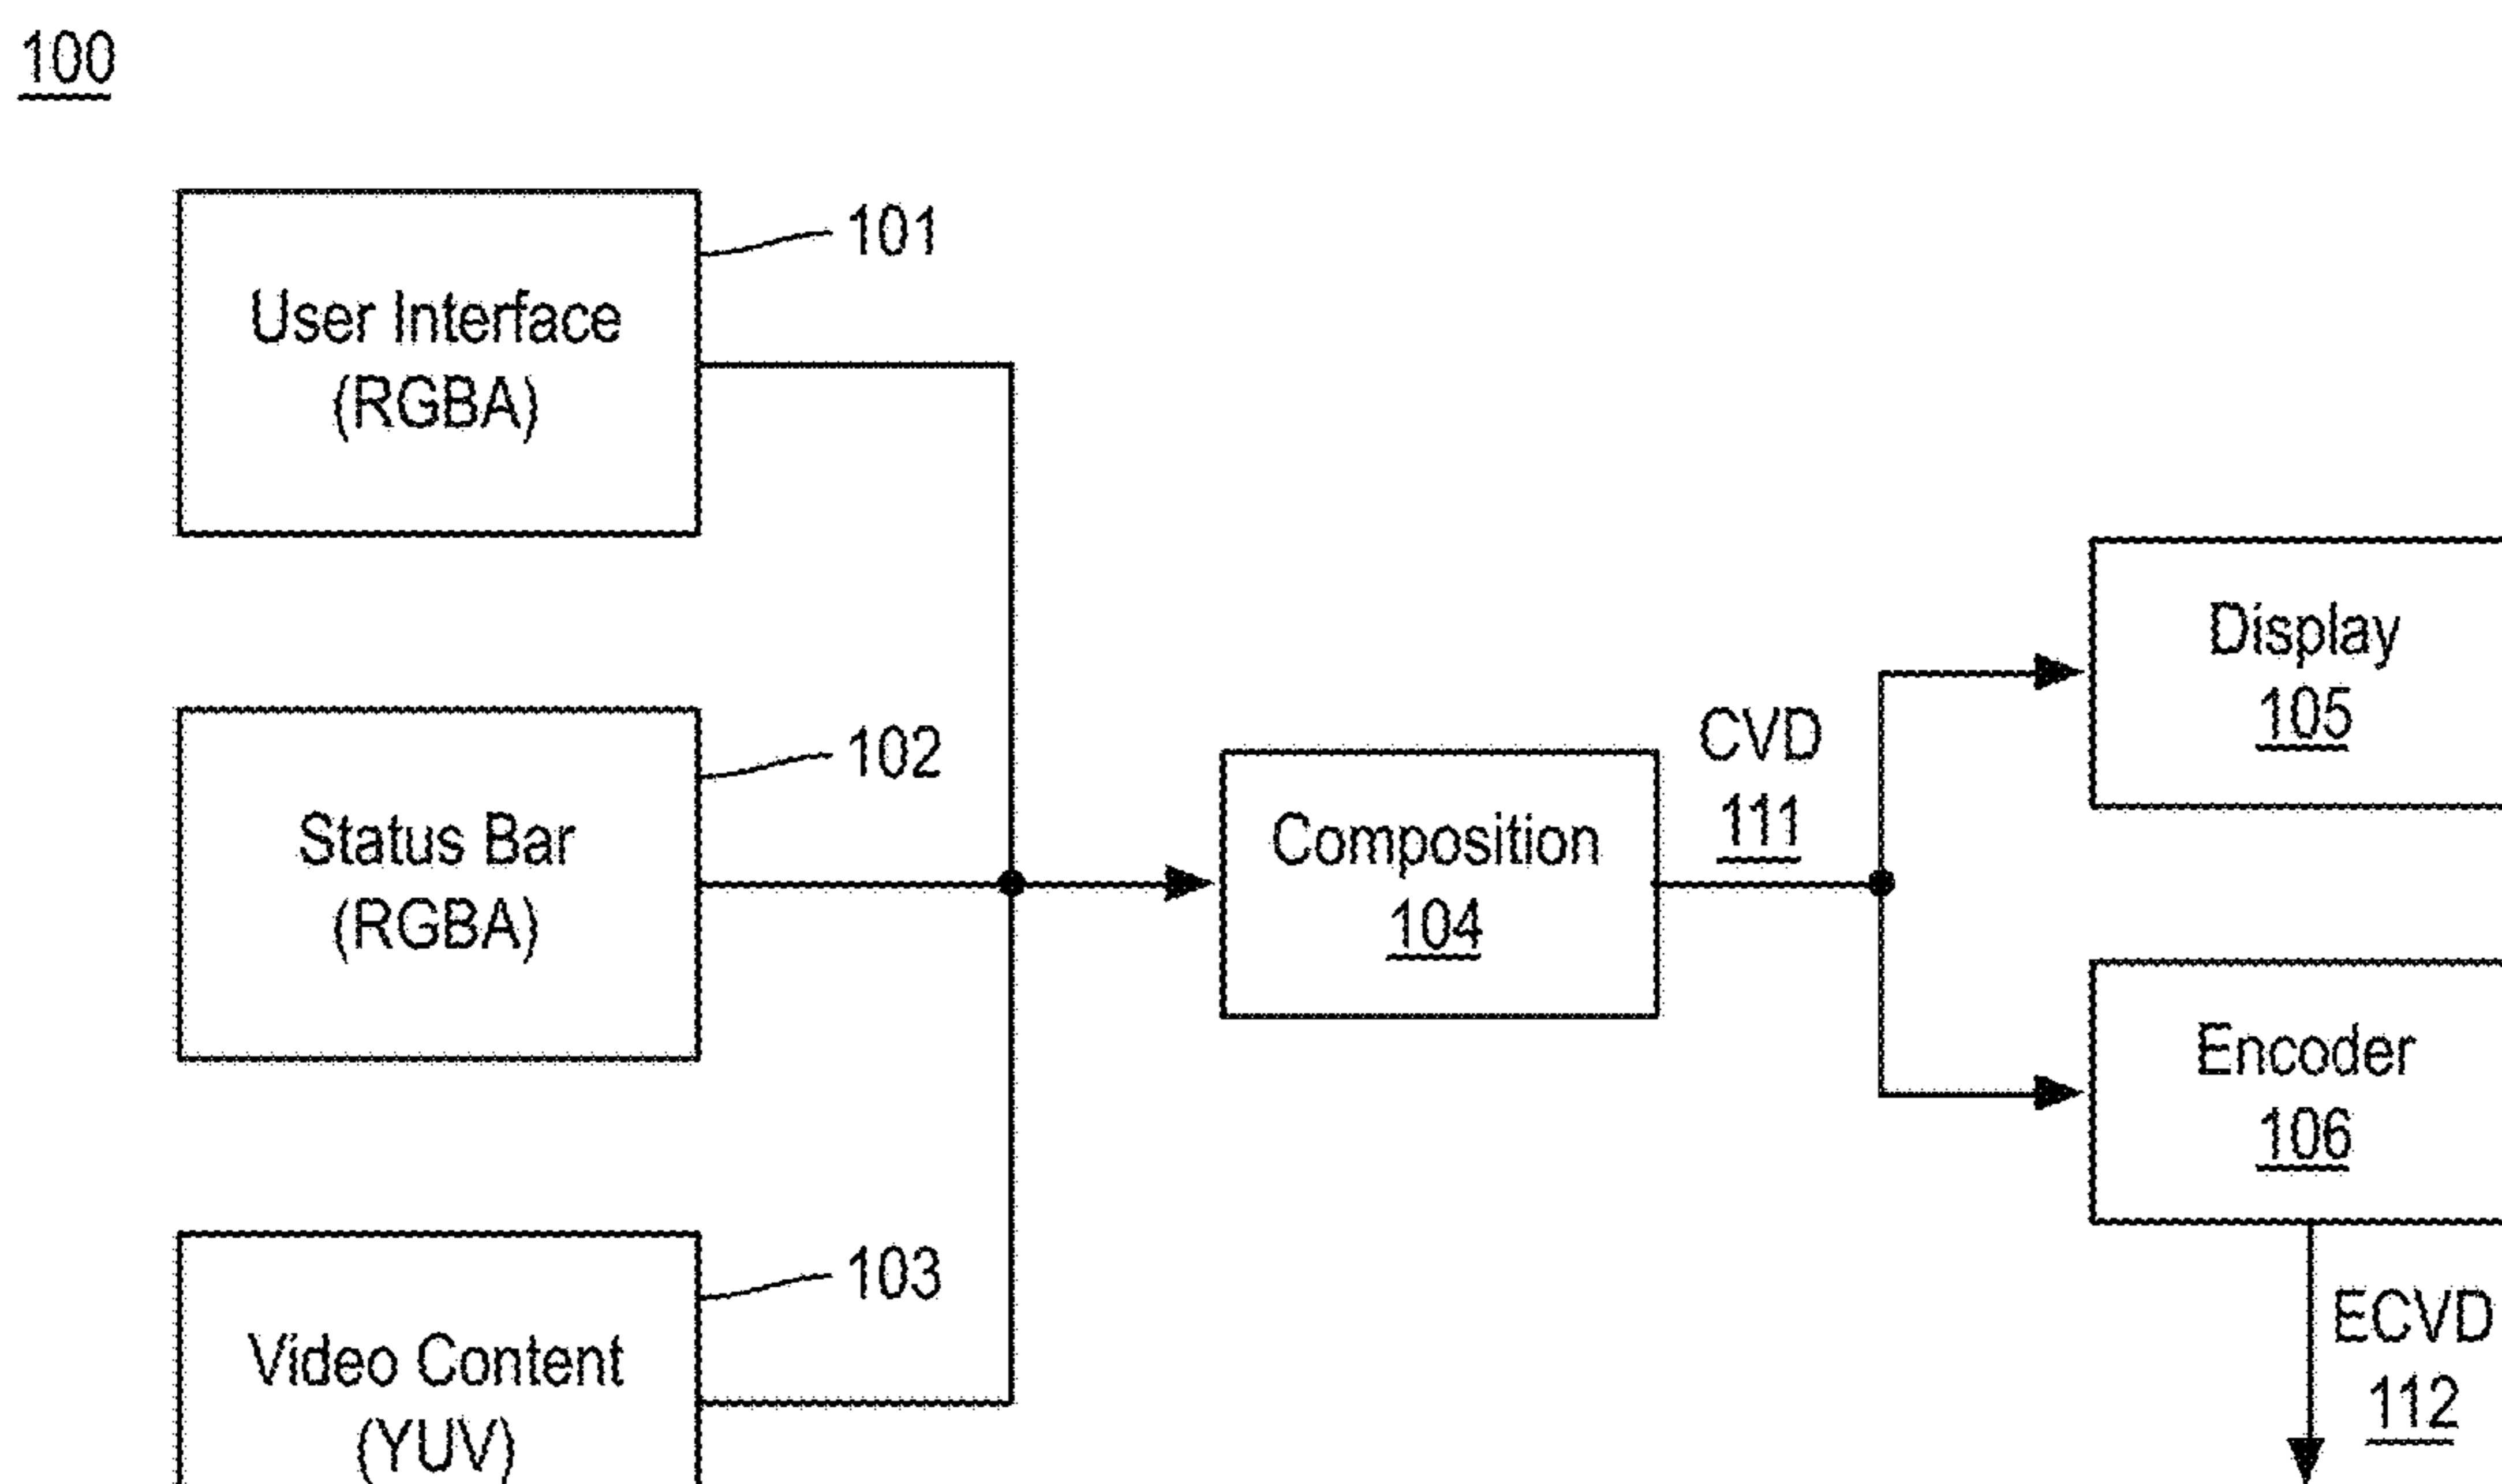 100
101
User Interface
(RGBA)
102
Status Bar
(RGBA)
103
Video Content
(YUV)
Composition
104
CVD
111
Display
105
Encoder
106
ECVD
112